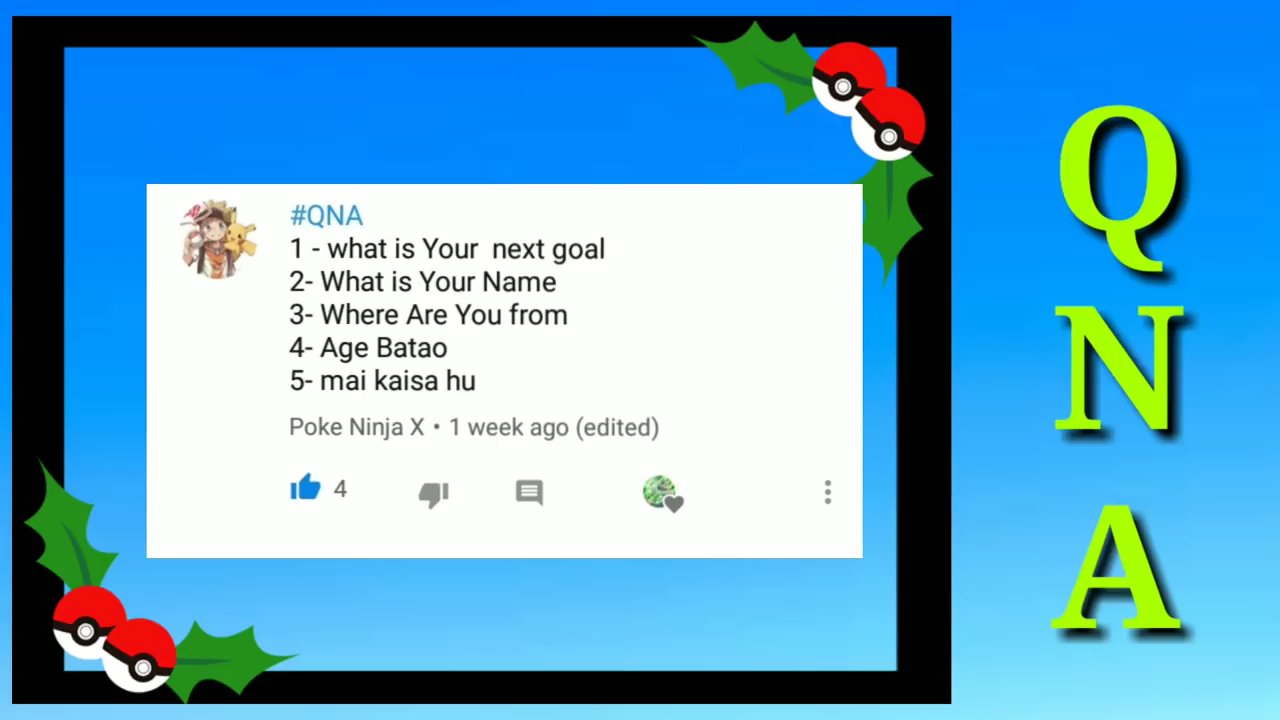 #QNA
1 - what is Your next goal
2- What is Your Name
3- Where Are You from
4- Age Batao
5- mai kaisa hu
Poke Ninja X • 1 week ago (edited)
4
Q
N
A